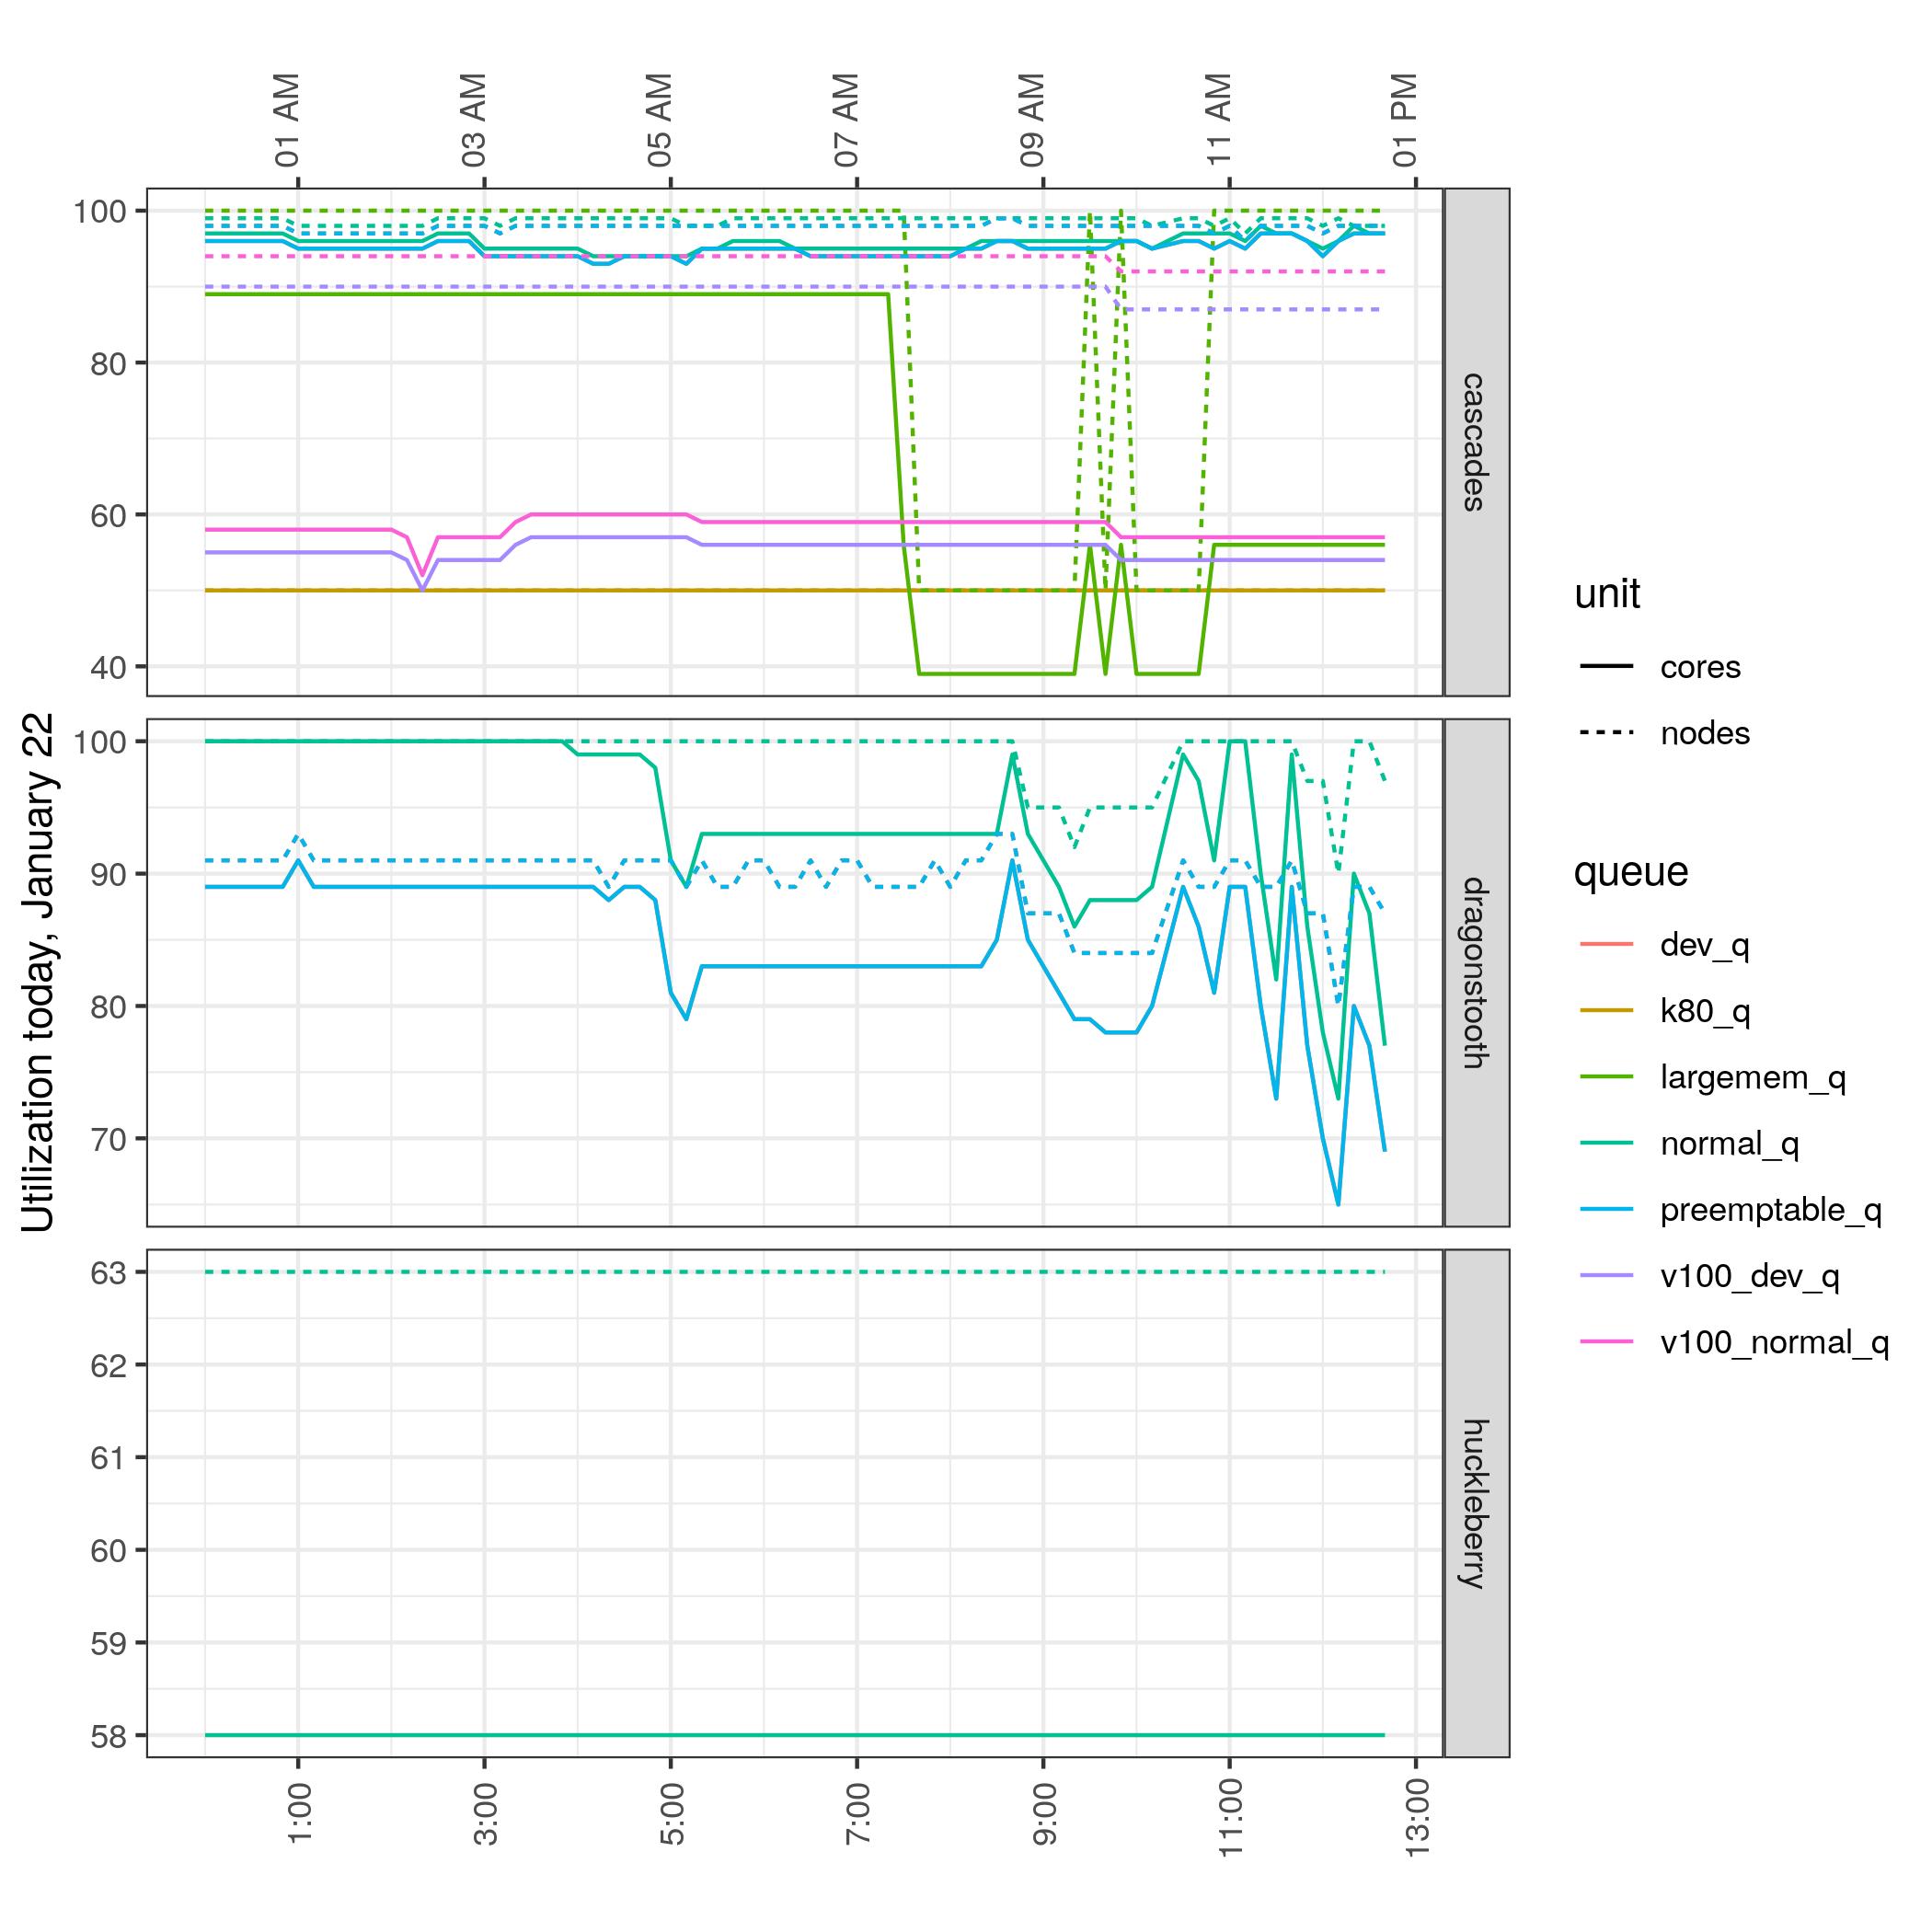 01 AM
03 AM
05 AM
07 AM
09 AM
11 AM
01 PM
Utilization today, January 22
100
80
60
40
cascades
100
90
80
70
dragonstooth
63
62
61
60
59
58
huckleberry
1:00
3:00
5:00
7:00
9:00
11:00
13:00
unit
cores
nodes
queue
dev_q
k80_q
largemem_q
normal_q
preemptable_q
v100_dev_q
v100_normal_q